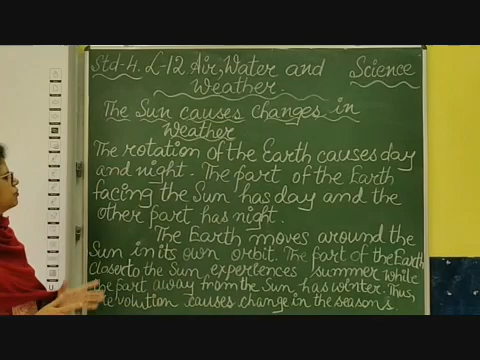 Std-4. L-12 Air, Water and Science
Weather.
The Sun causes changes in
Weather
The rotation of the Earth causes day
and night. The part of the Earth
facing the Sun has day and the
other part has night.
The Earth moves around the
Sun in its own orbit. The part of the Earth
closer to the Sun experiences summer while
the part away from the Sun has winter. Thus,
revolution causes change in the seasons.